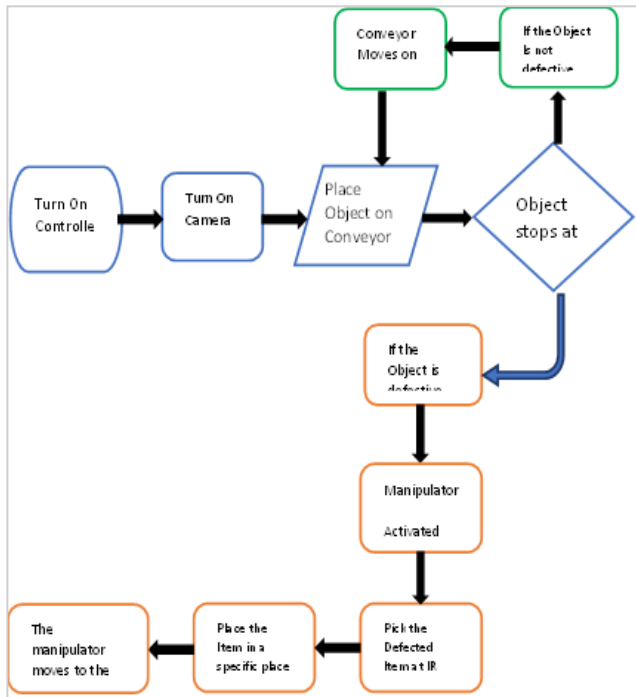 Conveyor
Moves on
If the Object
Is not
defective
Turn On
Controlle
Turn On
Camera
Place
Object on
Conveyor
Object
stops at
If the
Object is
defective
Manipulator
Activated
The
manipulator
moves to the
Place the
Item in a
specific place
Pick the
Defected
Item at IR